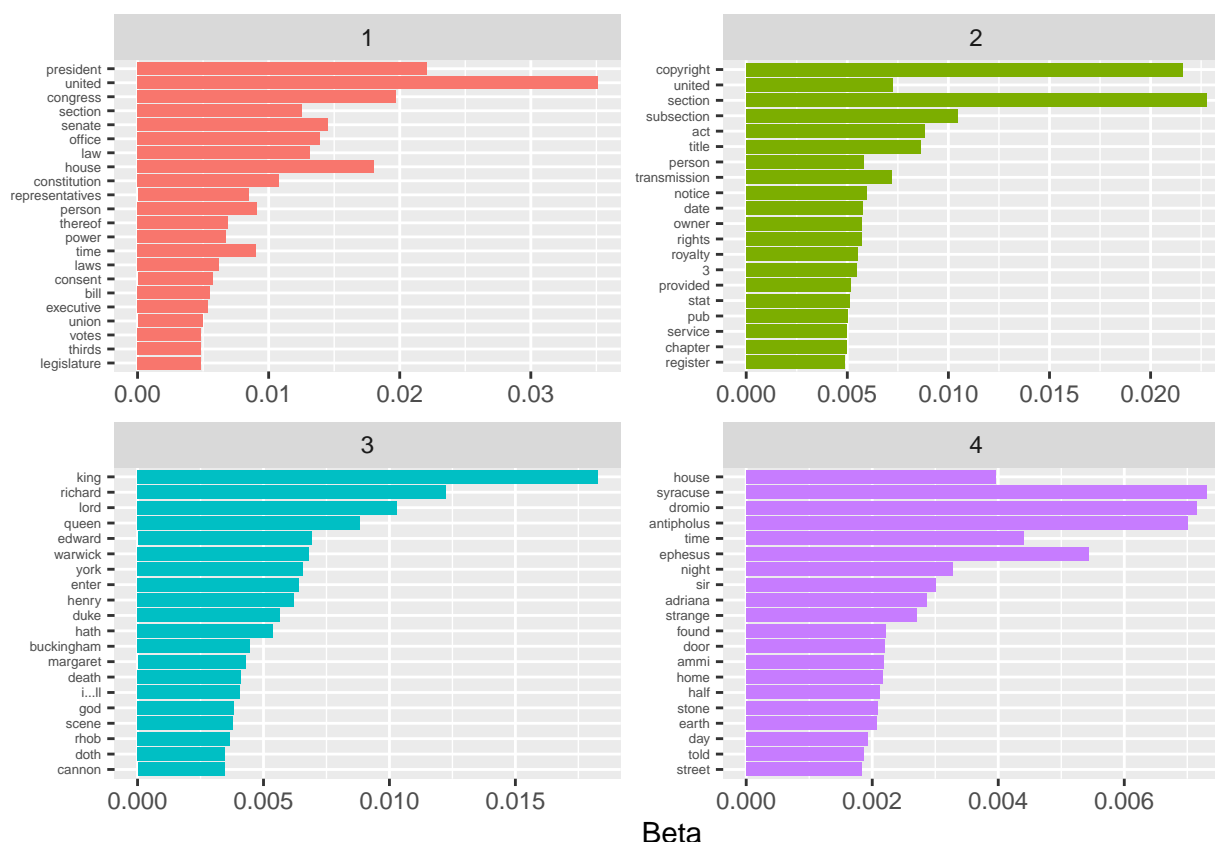 1
president
united
congress
section
senate
office
law
house
constitution
representatives
person
thereof
power
time
laws
consent
bill
executive
union
votes
thirds
legislature
0.00 0.01 0.02 0.03
2
copyright
united
section
subsection
act
title
person
transmission
notice
date
owner
rights
royalty
3
provided
stat
pub
service
chapter
register
0.000 0.005 0.010 0.015 0.020
3
king
richard
lord
queen
edward
warwick
york
enter
henry
duke
hath
buckingham
margaret
death
i...ll
god
scene
rhob
doth
cannon
0.000 0.005 0.010 0.015
4
house
syracuse
dromio
antipholus
time
ephesus
night
sir
adriana
strange
found
door
ammi
home
half
stone
earth
day
told
street
0.000 0.002 0.004 0.006
Beta